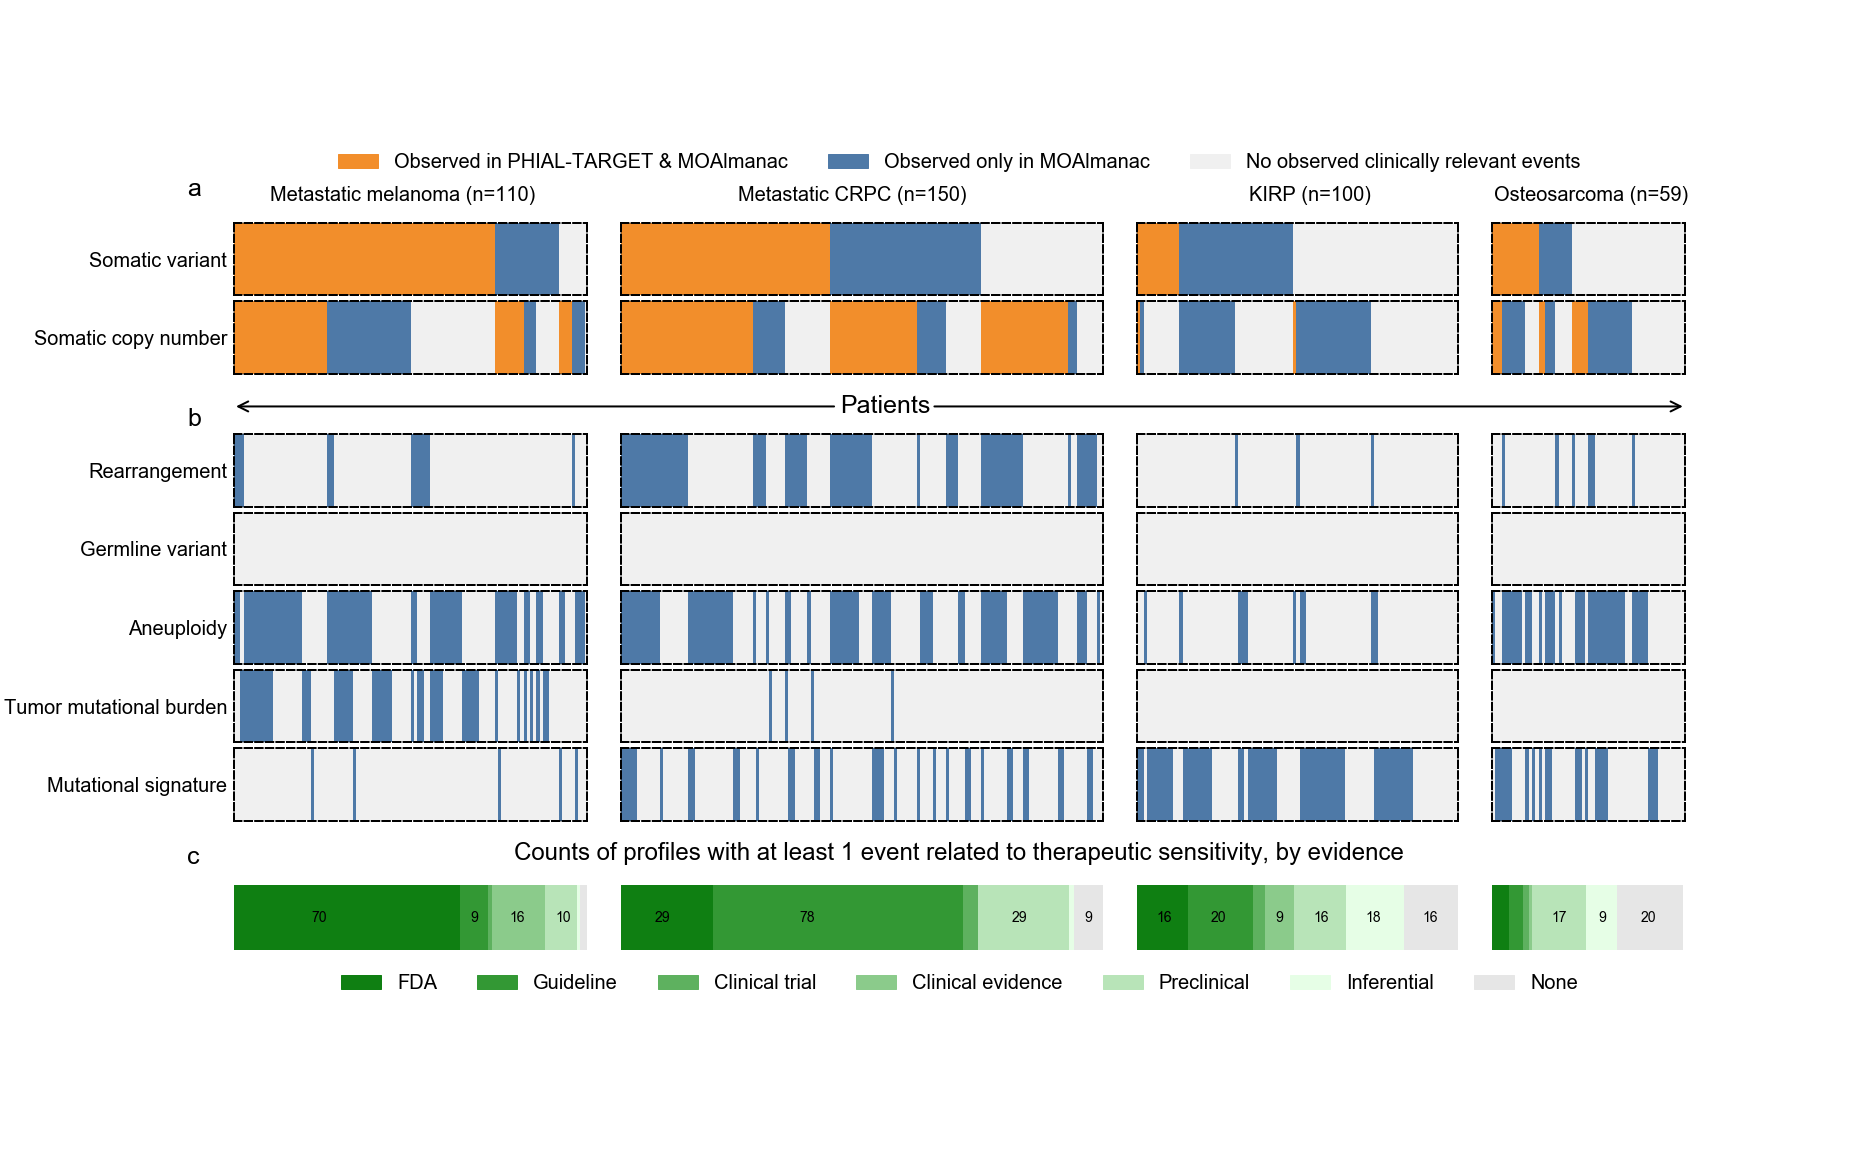 Observed in PHIAL-TARGET & MOAlmanac Observed only in MOAlmanac No observed clinically relevant events
a
Metastatic melanoma (n=110) Metastatic CRPC (n=150) KIRP (n=100) Osteosarcoma (n=59)
Somatic variant
Somatic copy number
Patients
b
Rearrangement
Germline variant
Aneuploidy
Tumor mutational burden
Mutational signature
c
Counts of profiles with at least 1 event related to therapeutic sensitivity, by evidence
70 9 16 10 29 78 29 9 16 20 9 16 18 16 17 9 20
FDA Guideline Clinical trial Clinical evidence Preclinical Inferential None